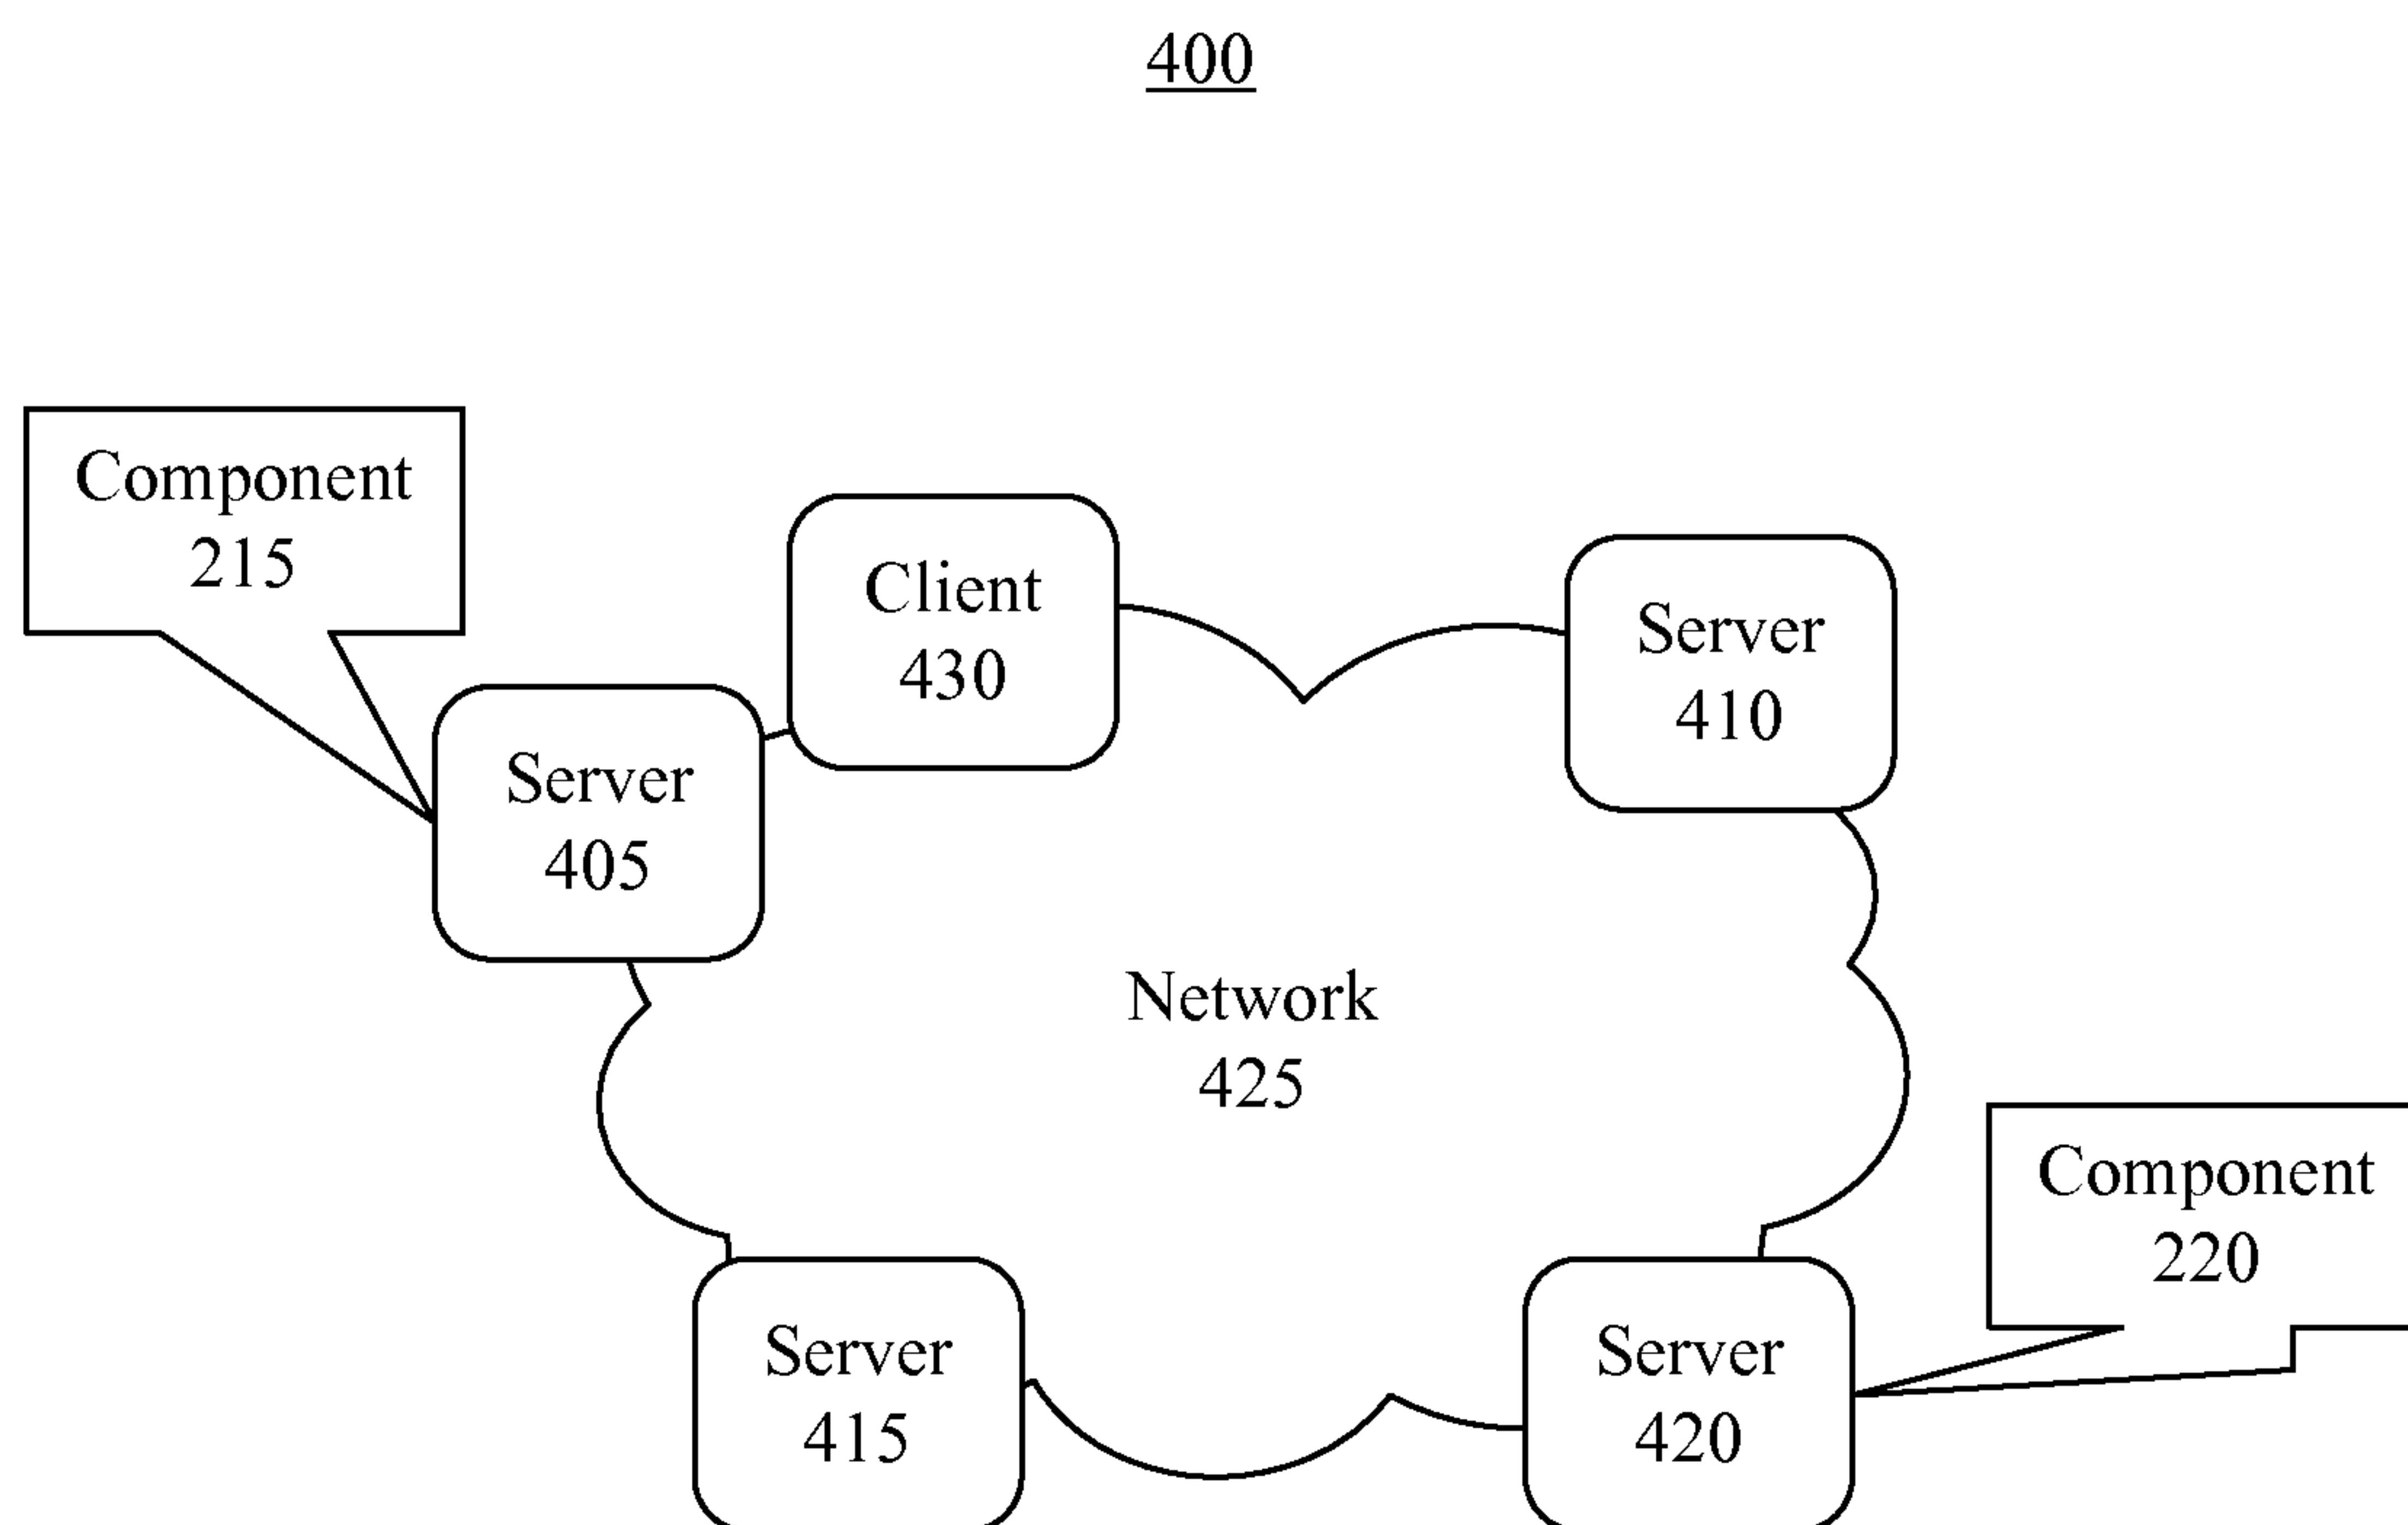 400
Component
215
Client
430
Server
410
Server
405
Network
425
Component
220
Server
415
Server
420